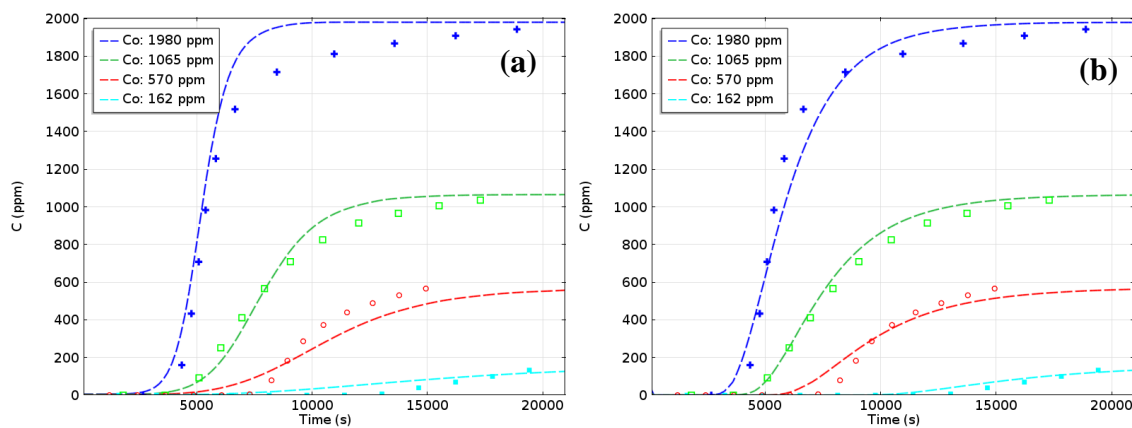 2000
1800
1600
1400
1200
1000
800
600
400
200
0
C (ppm)
5000
10000
15000
20000
Time (s)
Co: 1980 ppm
Co: 1065 ppm
Co: 570 ppm
Co: 162 ppm
(a)
2000
1800
1600
1400
1200
1000
800
600
400
200
0
C (ppm)
5000
10000
15000
20000
Time (s)
Co: 1980 ppm
Co: 1065 ppm
Co: 570 ppm
Co: 162 ppm
(b)